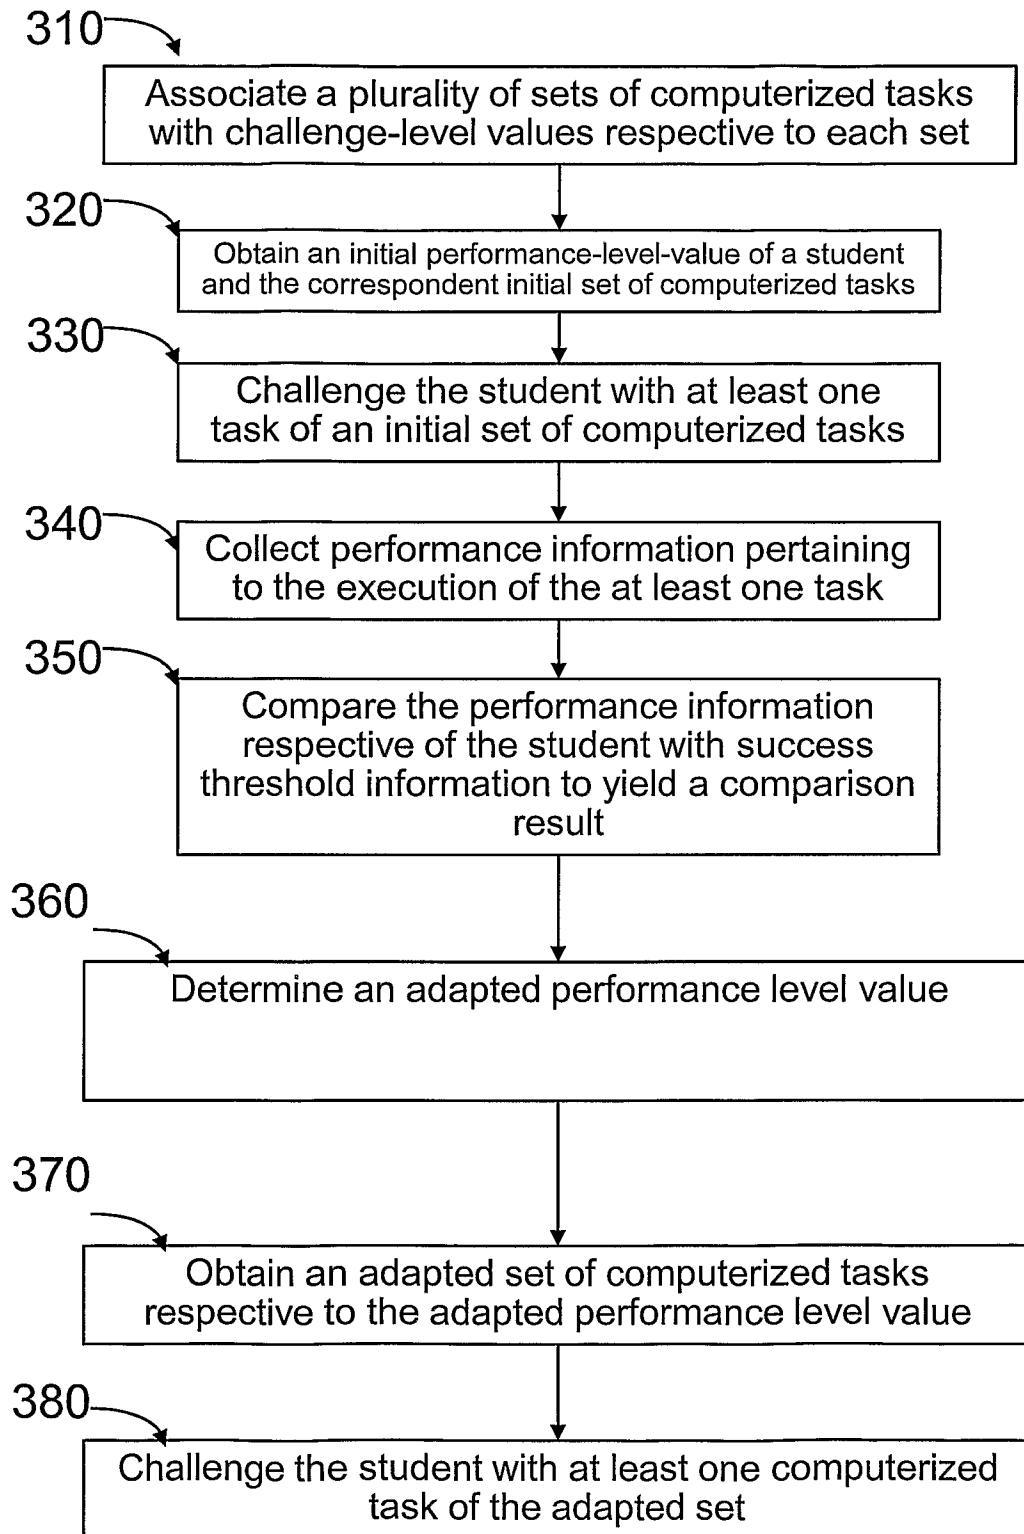 310
Associate a plurality of sets of computerized tasks
with challenge-level values respective to each set
320
Obtain an initial performance-level-value of a student
and the correspondent initial set of computerized tasks
330
Challenge the student with at least one
task of an initial set of computerized tasks
340
Collect performance information pertaining
to the execution of the at least one task
350
Compare the performance information
respective of the student with success
threshold information to yield a comparison
result
360
Determine an adapted performance level value
370
Obtain an adapted set of computerized tasks
respective to the adapted performance level value
380
Challenge the student with at least one computerized
task of the adapted set